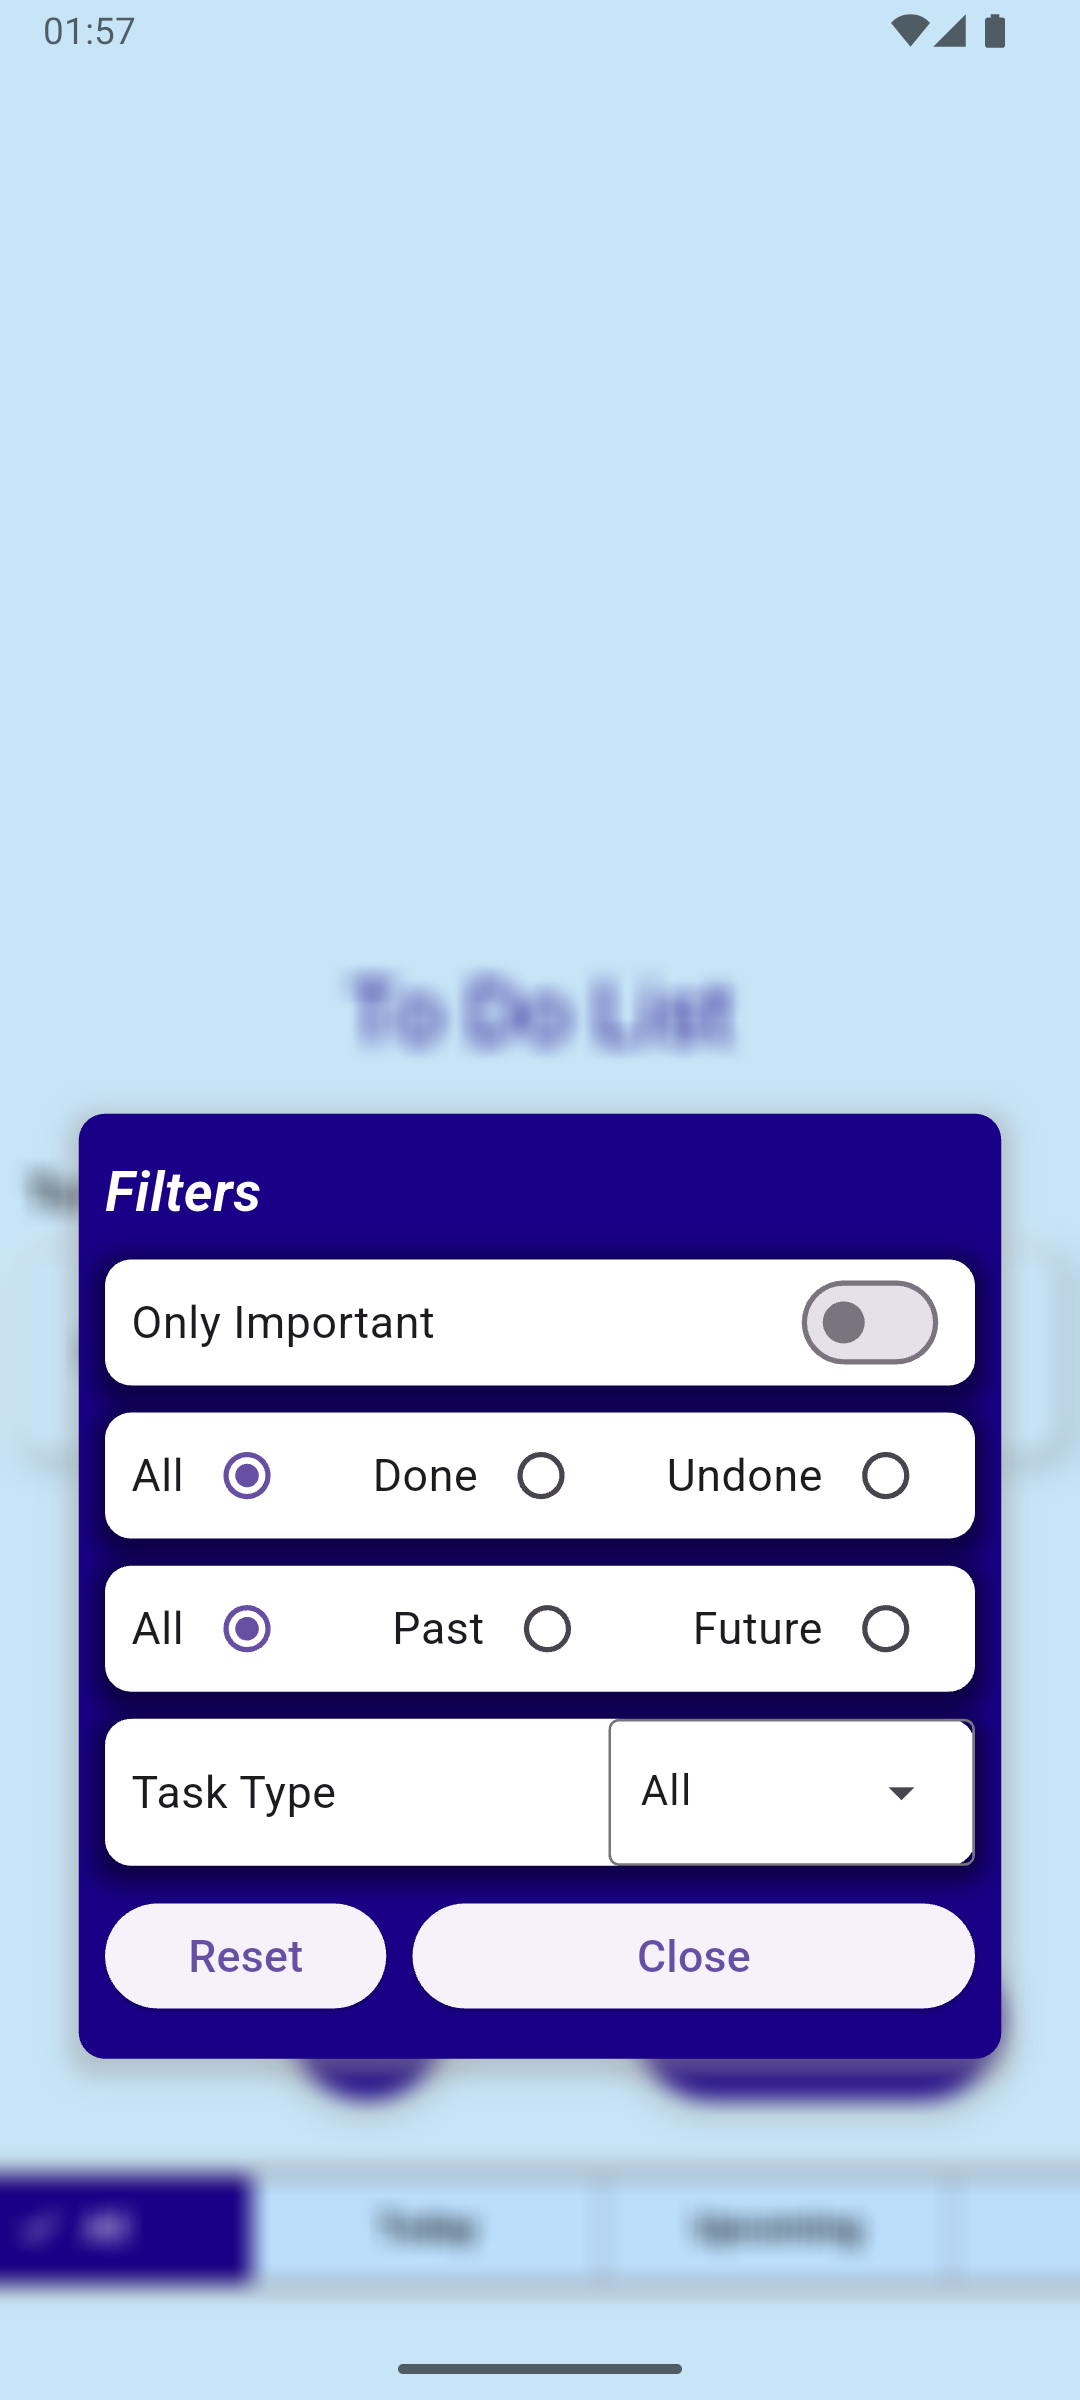 01:57
To Do List
Filters
Only Important
All Done Undone
All Past Future
Task Type All
Reset Close
All Today Upcoming